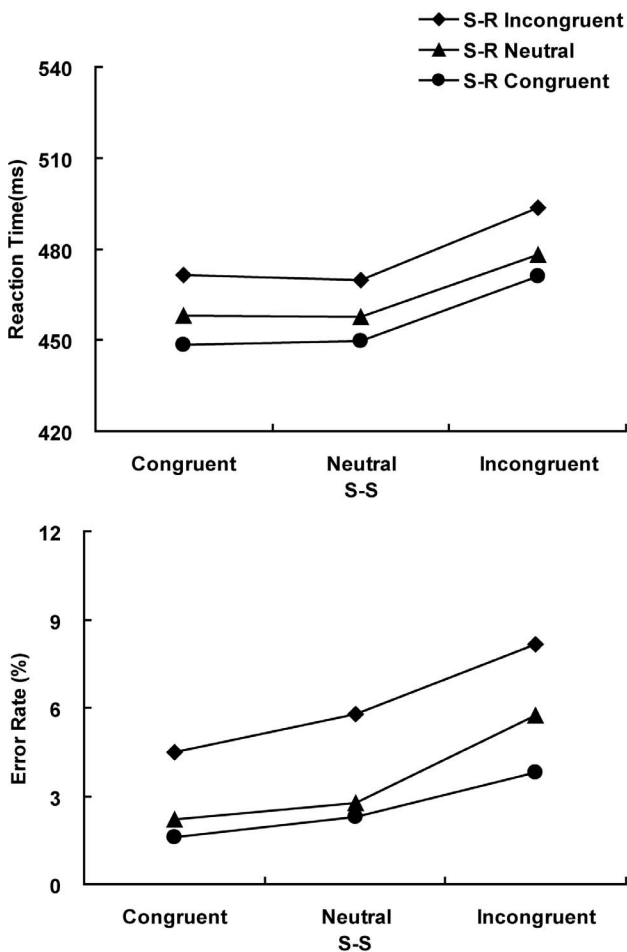 S-R Incongruent
S-R Neutral
S-R Congruent
540
510
480
450
420
Reaction Time(ms)
Congruent Neutral Incongruent
S-S
12
9
6
3
0
Error Rate (%)
Congruent Neutral Incongruent
S-S